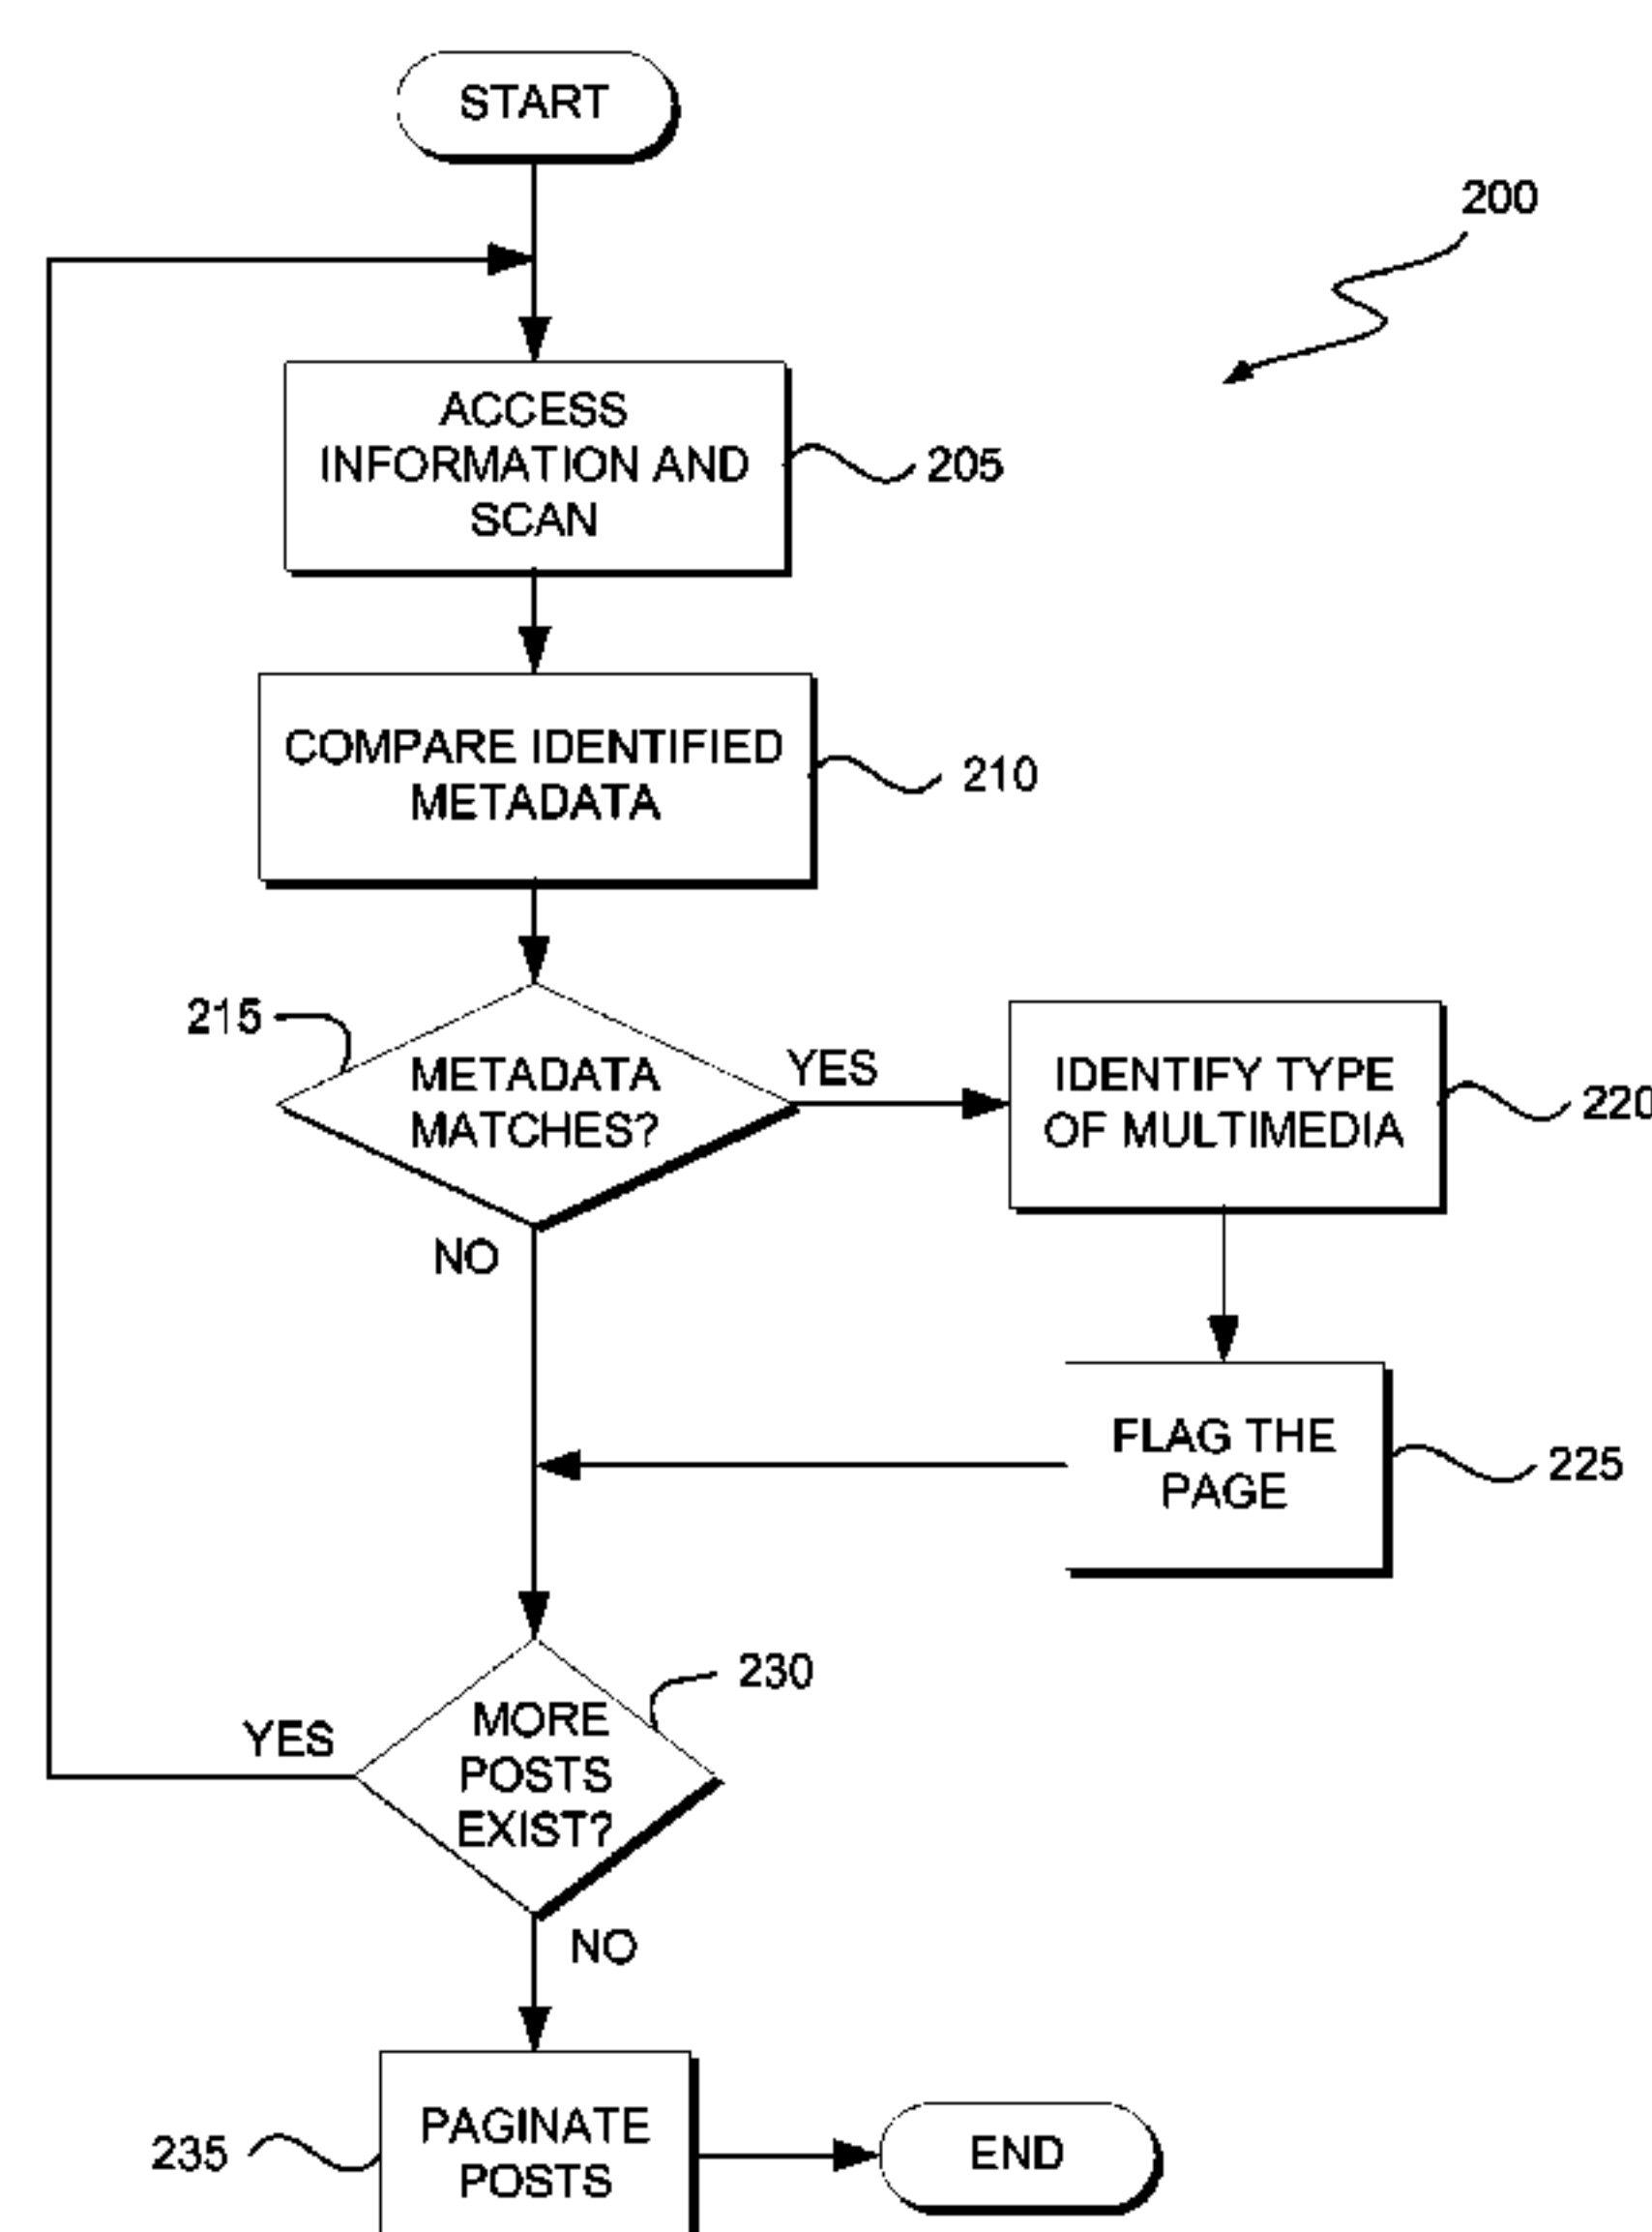 START
200
ACCESS
INFORMATION AND
SCAN
205
COMPARE IDENTIFIED
METADATA
210
215
METADATA
MATCHES?
YES
IDENTIFY TYPE
OF MULTIMEDIA
220
NO
FLAG THE
PAGE
225
230
MORE
POSTS
EXIST?
YES
NO
235
PAGINATE
POSTS
END